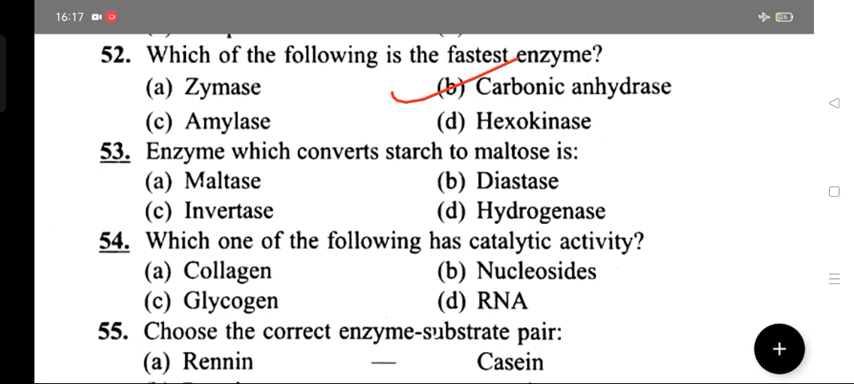 16:17
52. Which of the following is the fastest enzyme?
(a) Zymase (b) Carbonic anhydrase
(c) Amylase (d) Hexokinase
53. Enzyme which converts starch to maltose is:
(a) Maltase (b) Diastase
(c) Invertase (d) Hydrogenase
54. Which one of the following has catalytic activity?
(a) Collagen (b) Nucleosides
(c) Glycogen (d) RNA
55. Choose the correct enzyme-substrate pair:
(a) Rennin — Casein